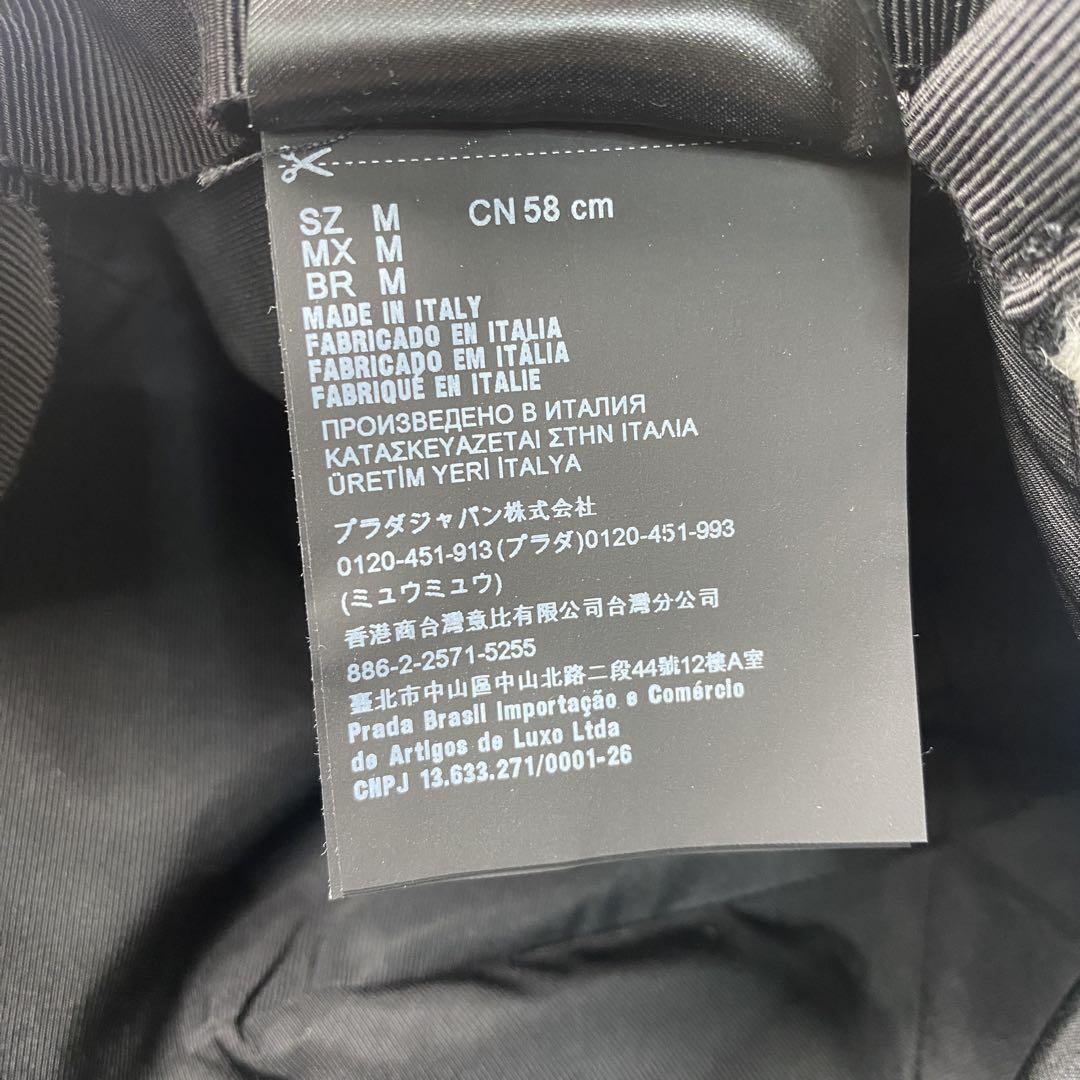 SZ M CN 58 cm
MX M
BR M
MADE IN ITALY
FABRICADO EN ITALIA
FABRICADO EM ITÁLIA
FABRIQUÉ EN ITALIE
ПРОИЗВЕДЕНО В ИТАЛИЯ
ΚΑΤΑΣΚΕΥΑΖΕΤΑΙ ΣΤΗΝ ΙΤΑΛΙΑ
ÜRETİM YERİ İTALYA
プラダジャパン株式会社
0120-451-913 (プラダ)0120-451-993
(ミュウミュウ)
香港商台灣意比有限公司台灣分公司
886-2-2571-5255
臺北市中山區中山北路二段44號12樓A室
Prada Brasil Importação e Comércio
de Artigos de Luxo Ltda
CNPJ 13.633.271/0001-26